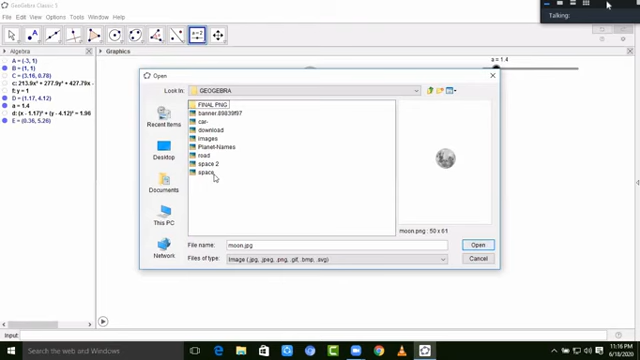 GeoGebra Classic 5
Talking:
File Edit View Options Tools Window Help
a=2
Algebra
Graphics
A = (-3, 1)
B = (1, 1)
C = (3.16, 0.78)
c: 213.9x² + 277.9y² + 427.79x
E: y = 1
D = (1.17, 4.12)
a = 1.4
d: (x - 1.17)² + (y - 4.12)² = 1.96
E = (0.36, 5.26)
a = 1.4
Open
Look In:
GEOGEBRA
Recent Items
Desktop
Documents
This PC
Network
FINAL PNG
banner.89839f97
car-
download
images
Planet-Names
road
space 2
space
moon.png : 58 x 61
File name:
moon.jpg
Open
Files of type:
Image (.jpg, .jpeg, .png, .gif, .bmp, .svg)
Cancel
Input:
Search the web and Windows
11:16 PM
6/18/2020